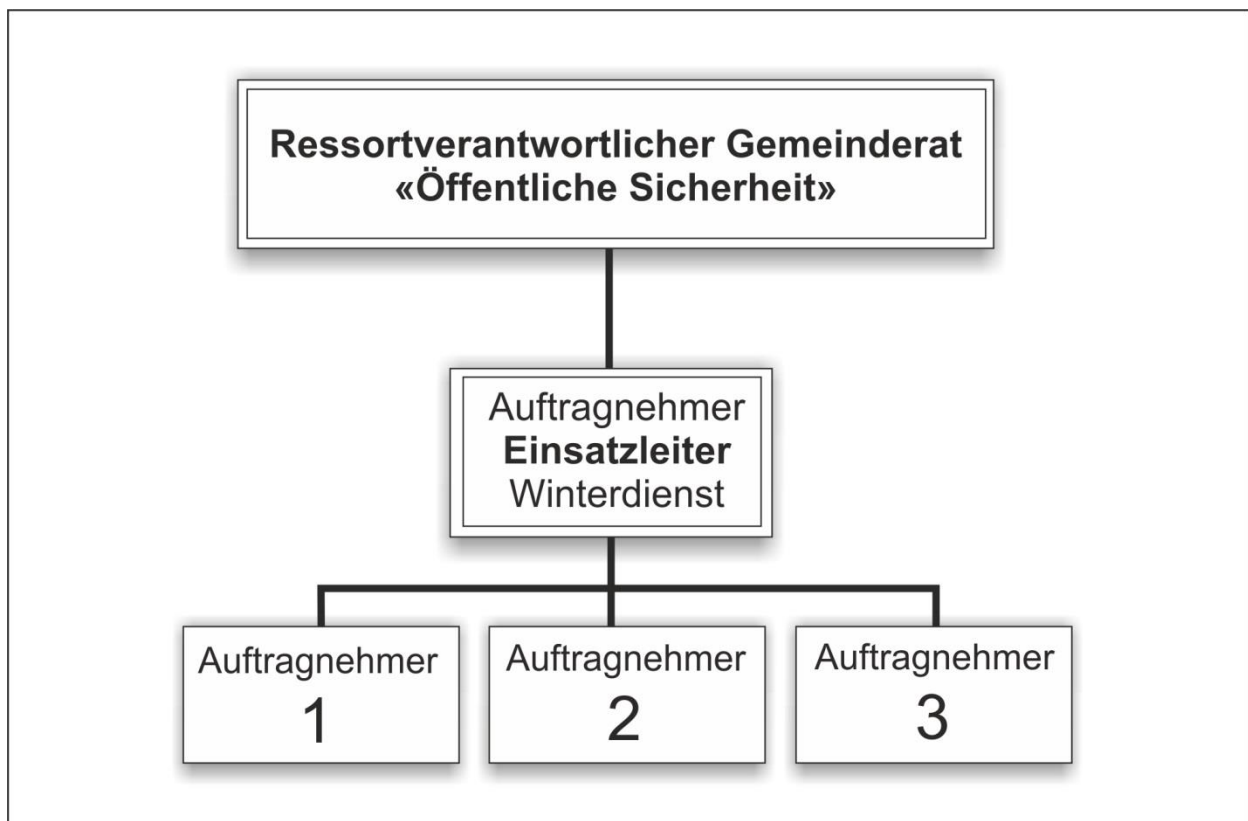 Ressortverantwortlicher Gemeinderat
«Öffentliche Sicherheit»
Auftragnehmer
Einsatzleiter
Winterdienst
Auftragnehmer
1
Auftragnehmer
2
Auftragnehmer
3